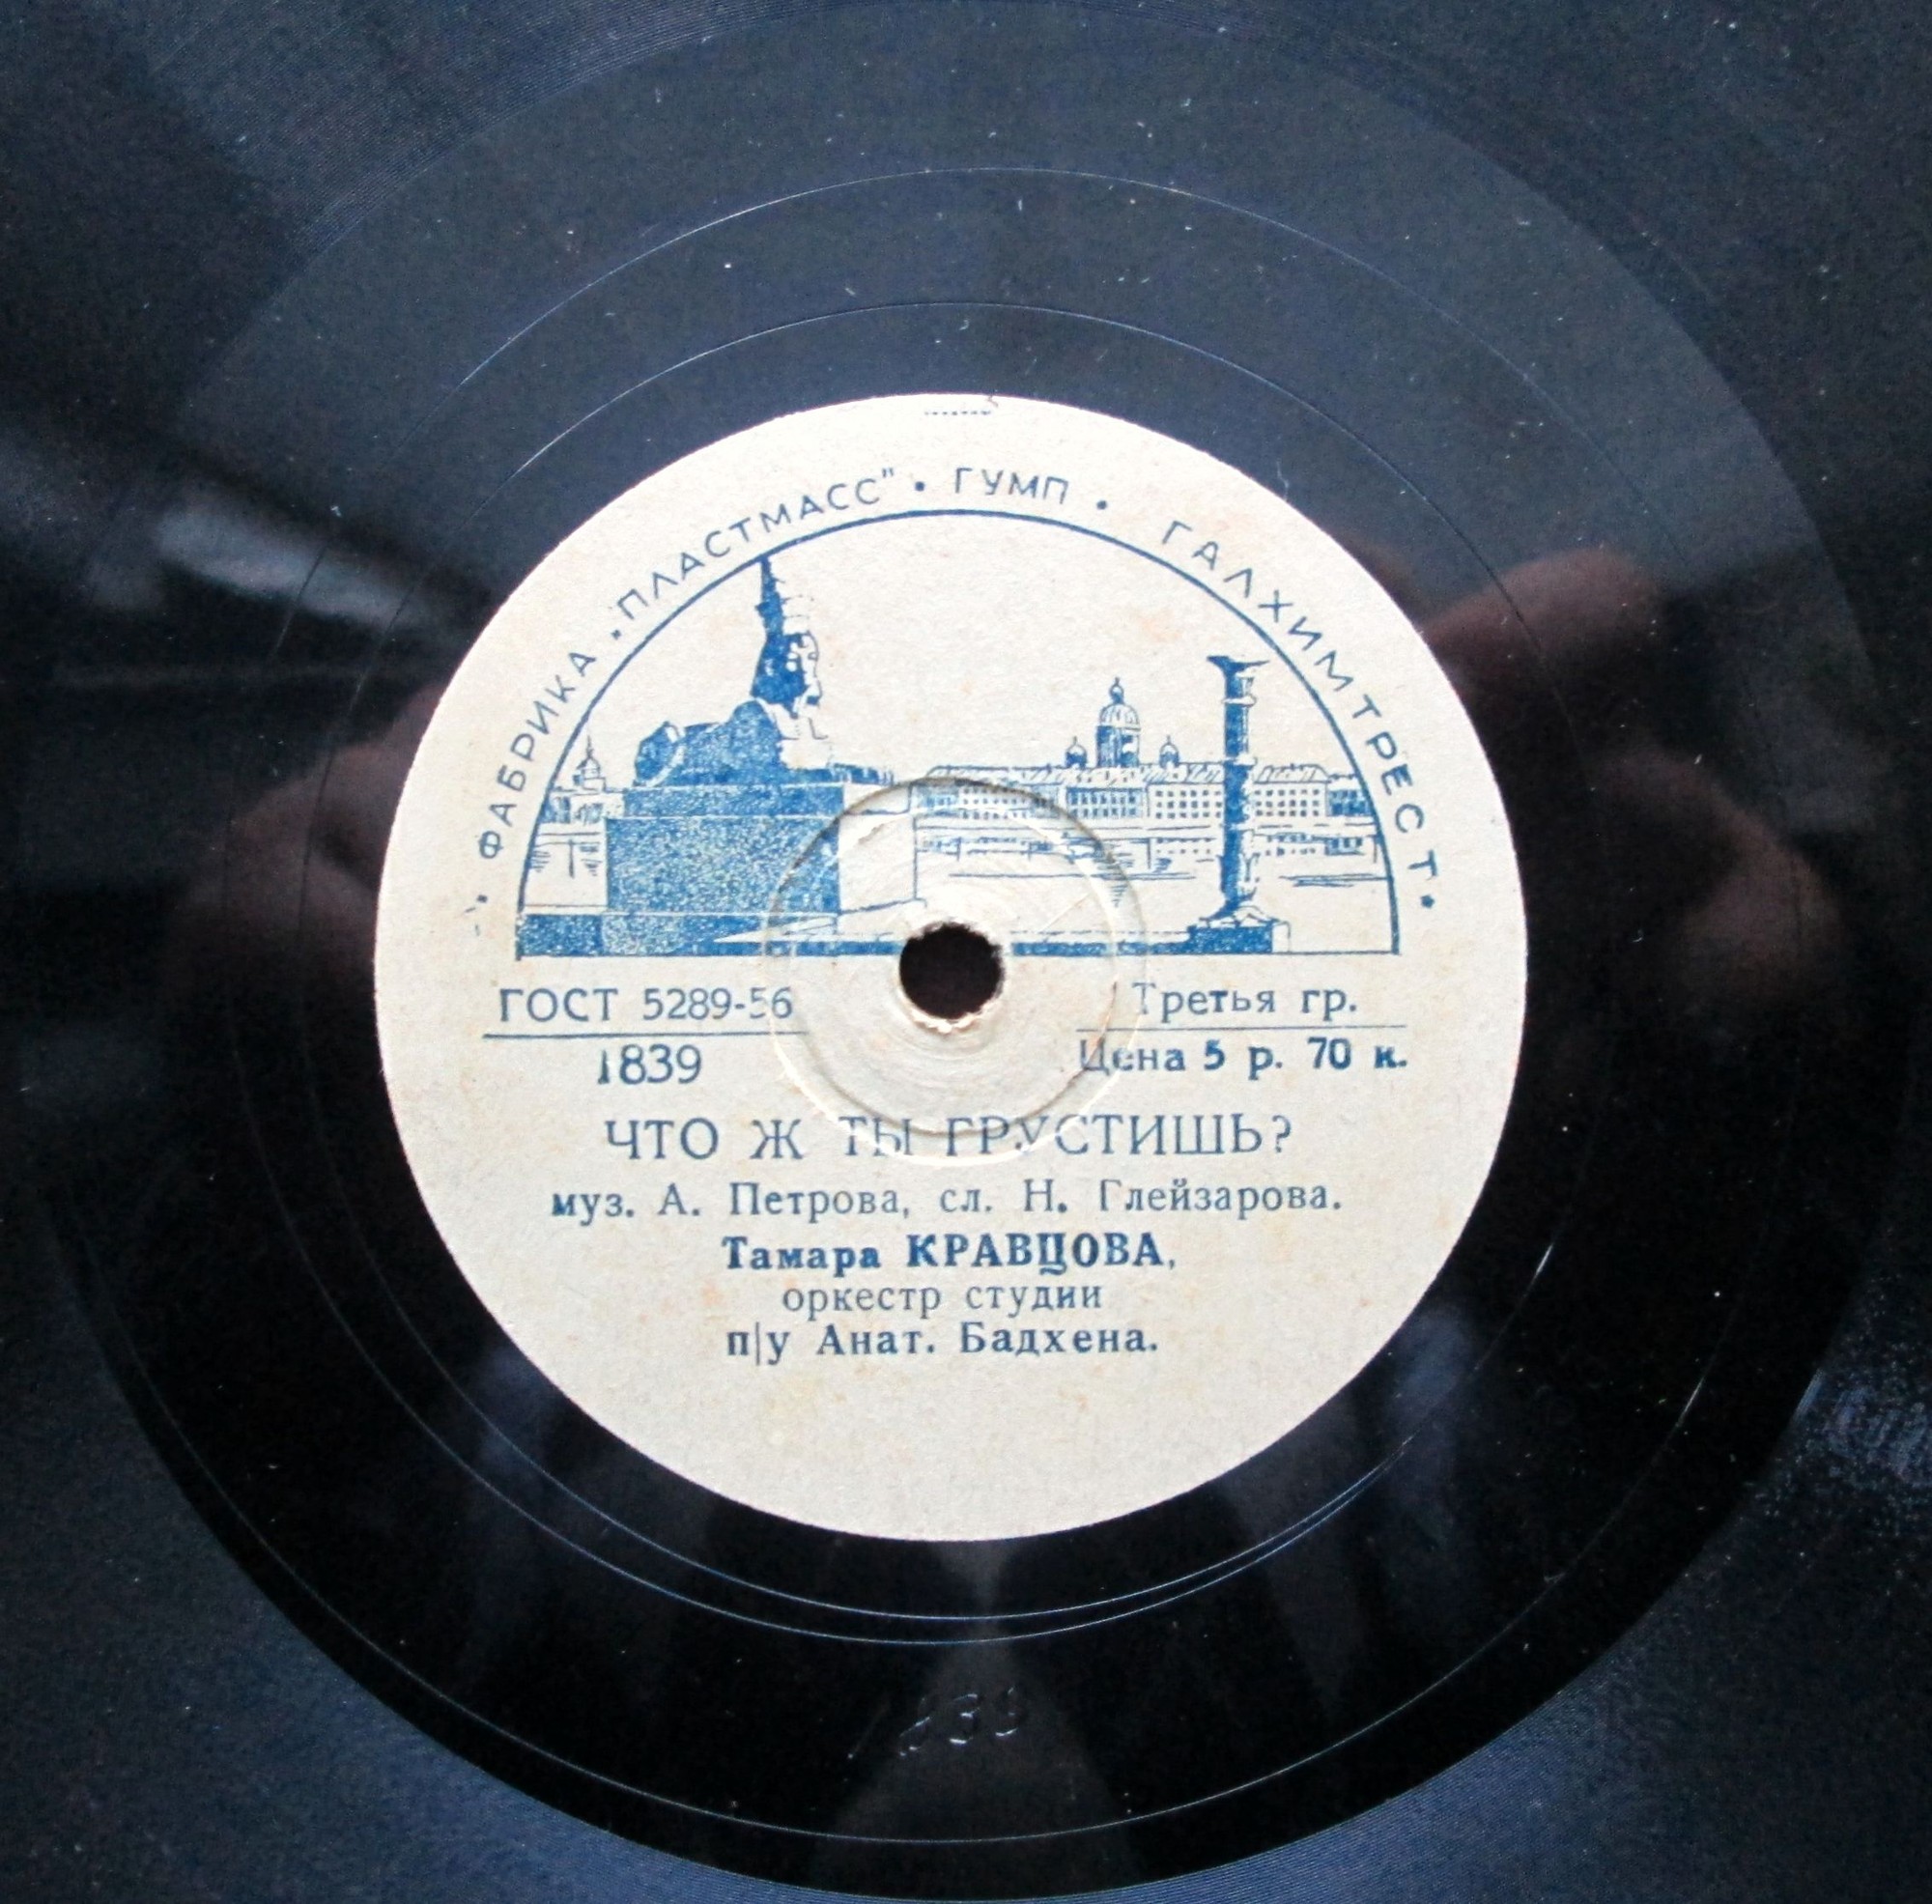 • ФАБРИКА „ПЛАСТМАСС" • ГУМП • ГАЛХИМТРЕСТ •
ГОСТ 5289-56
Третья гр.
1839
Цена 5 р. 70 к.
ЧТО Ж ТЫ ГРУСТИШЬ?
муз. А. Петрова, сл. Н. Глейзарова.
Тамара КРАВЦОВА,
оркестр студии
п|у Анат. Бадхена.
1839